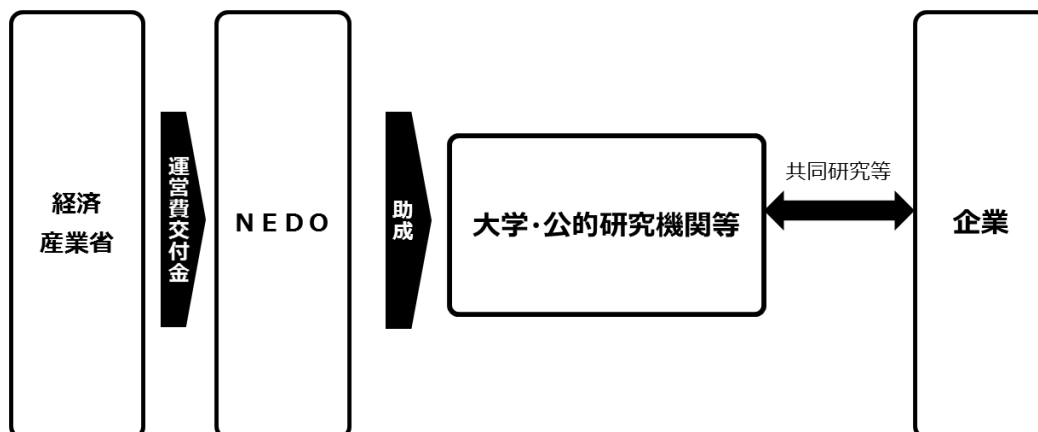 経済
産業省
運営費交付金
NEDO
助成
大学･公的研究機関等
共同研究等
企業